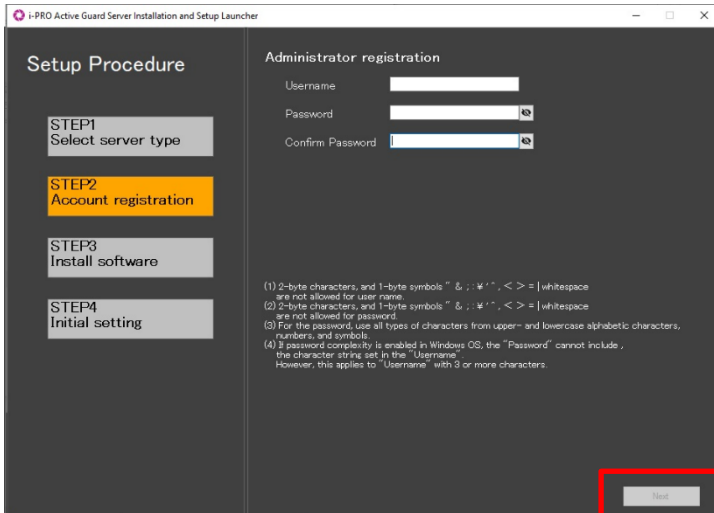 i-PRO Active Guard Server Installation and Setup Launcher
Setup Procedure
STEP1
Select server type
STEP2
Account registration
STEP3
Install software
STEP4
Initial setting
Administrator registration
Username
Password
Confirm Password
(1) 2-byte characters, and 1-byte symbols " & ; : ¥ ' ^ , < > = | whitespace
are not allowed for user name.
(2) 2-byte characters, and 1-byte symbols " & ; : ¥ ' ^ , < > = | whitespace
are not allowed for password.
(3) For the password, use all types of characters from upper- and lowercase alphabetic characters,
numbers, and symbols.
(4) If password complexity is enabled in Windows OS, the "Password" cannot include ,
the character string set in the "Username".
However, this applies to "Username" with 3 or more characters.
Next